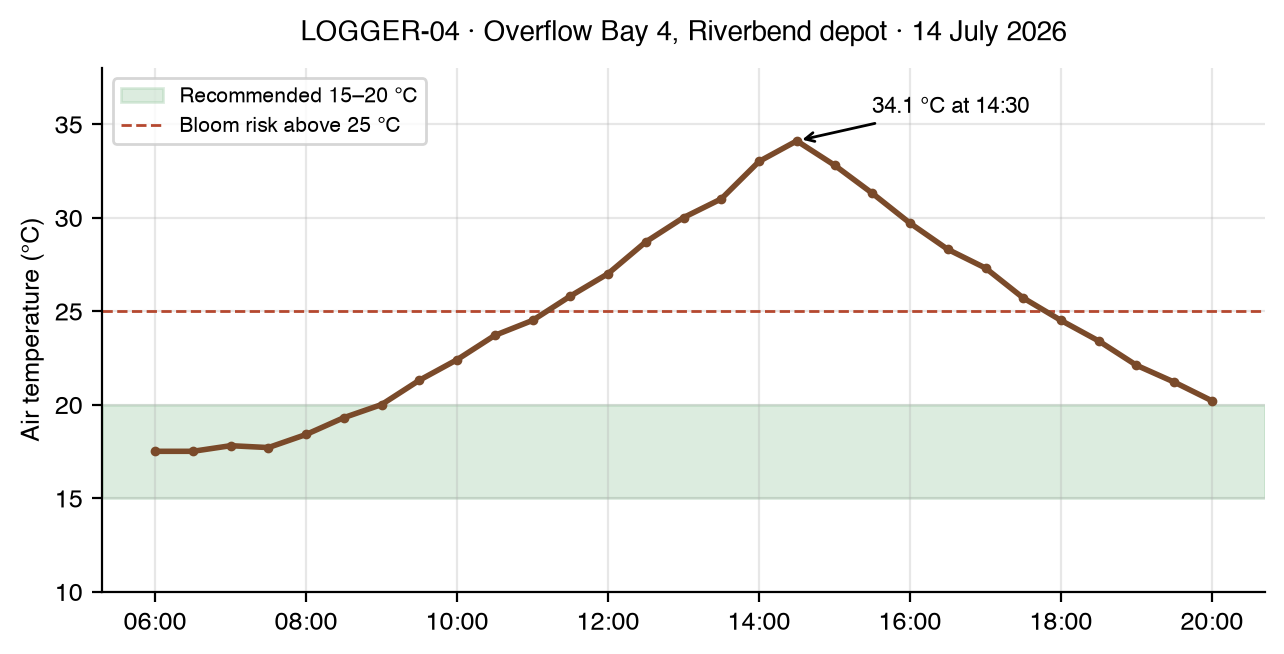 LOGGER-04 · Overflow Bay 4, Riverbend depot · 14 July 2026
Recommended 15–20 °C
Bloom risk above 25 °C
34.1 °C at 14:30
Air temperature (°C)
35
30
25
20
15
10
06:00 08:00 10:00 12:00 14:00 16:00 18:00 20:00